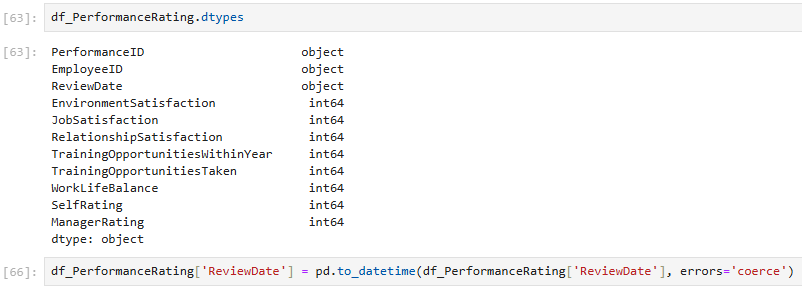 [63]: df_PerformanceRating.dtypes
[63]: PerformanceID object
EmployeeID object
ReviewDate object
EnvironmentSatisfaction int64
JobSatisfaction int64
RelationshipSatisfaction int64
TrainingOpportunitiesWithinYear int64
TrainingOpportunitiesTaken int64
WorkLifeBalance int64
SelfRating int64
ManagerRating int64
dtype: object
[66]: df_PerformanceRating['ReviewDate'] = pd.to_datetime(df_PerformanceRating['ReviewDate'], errors='coerce')